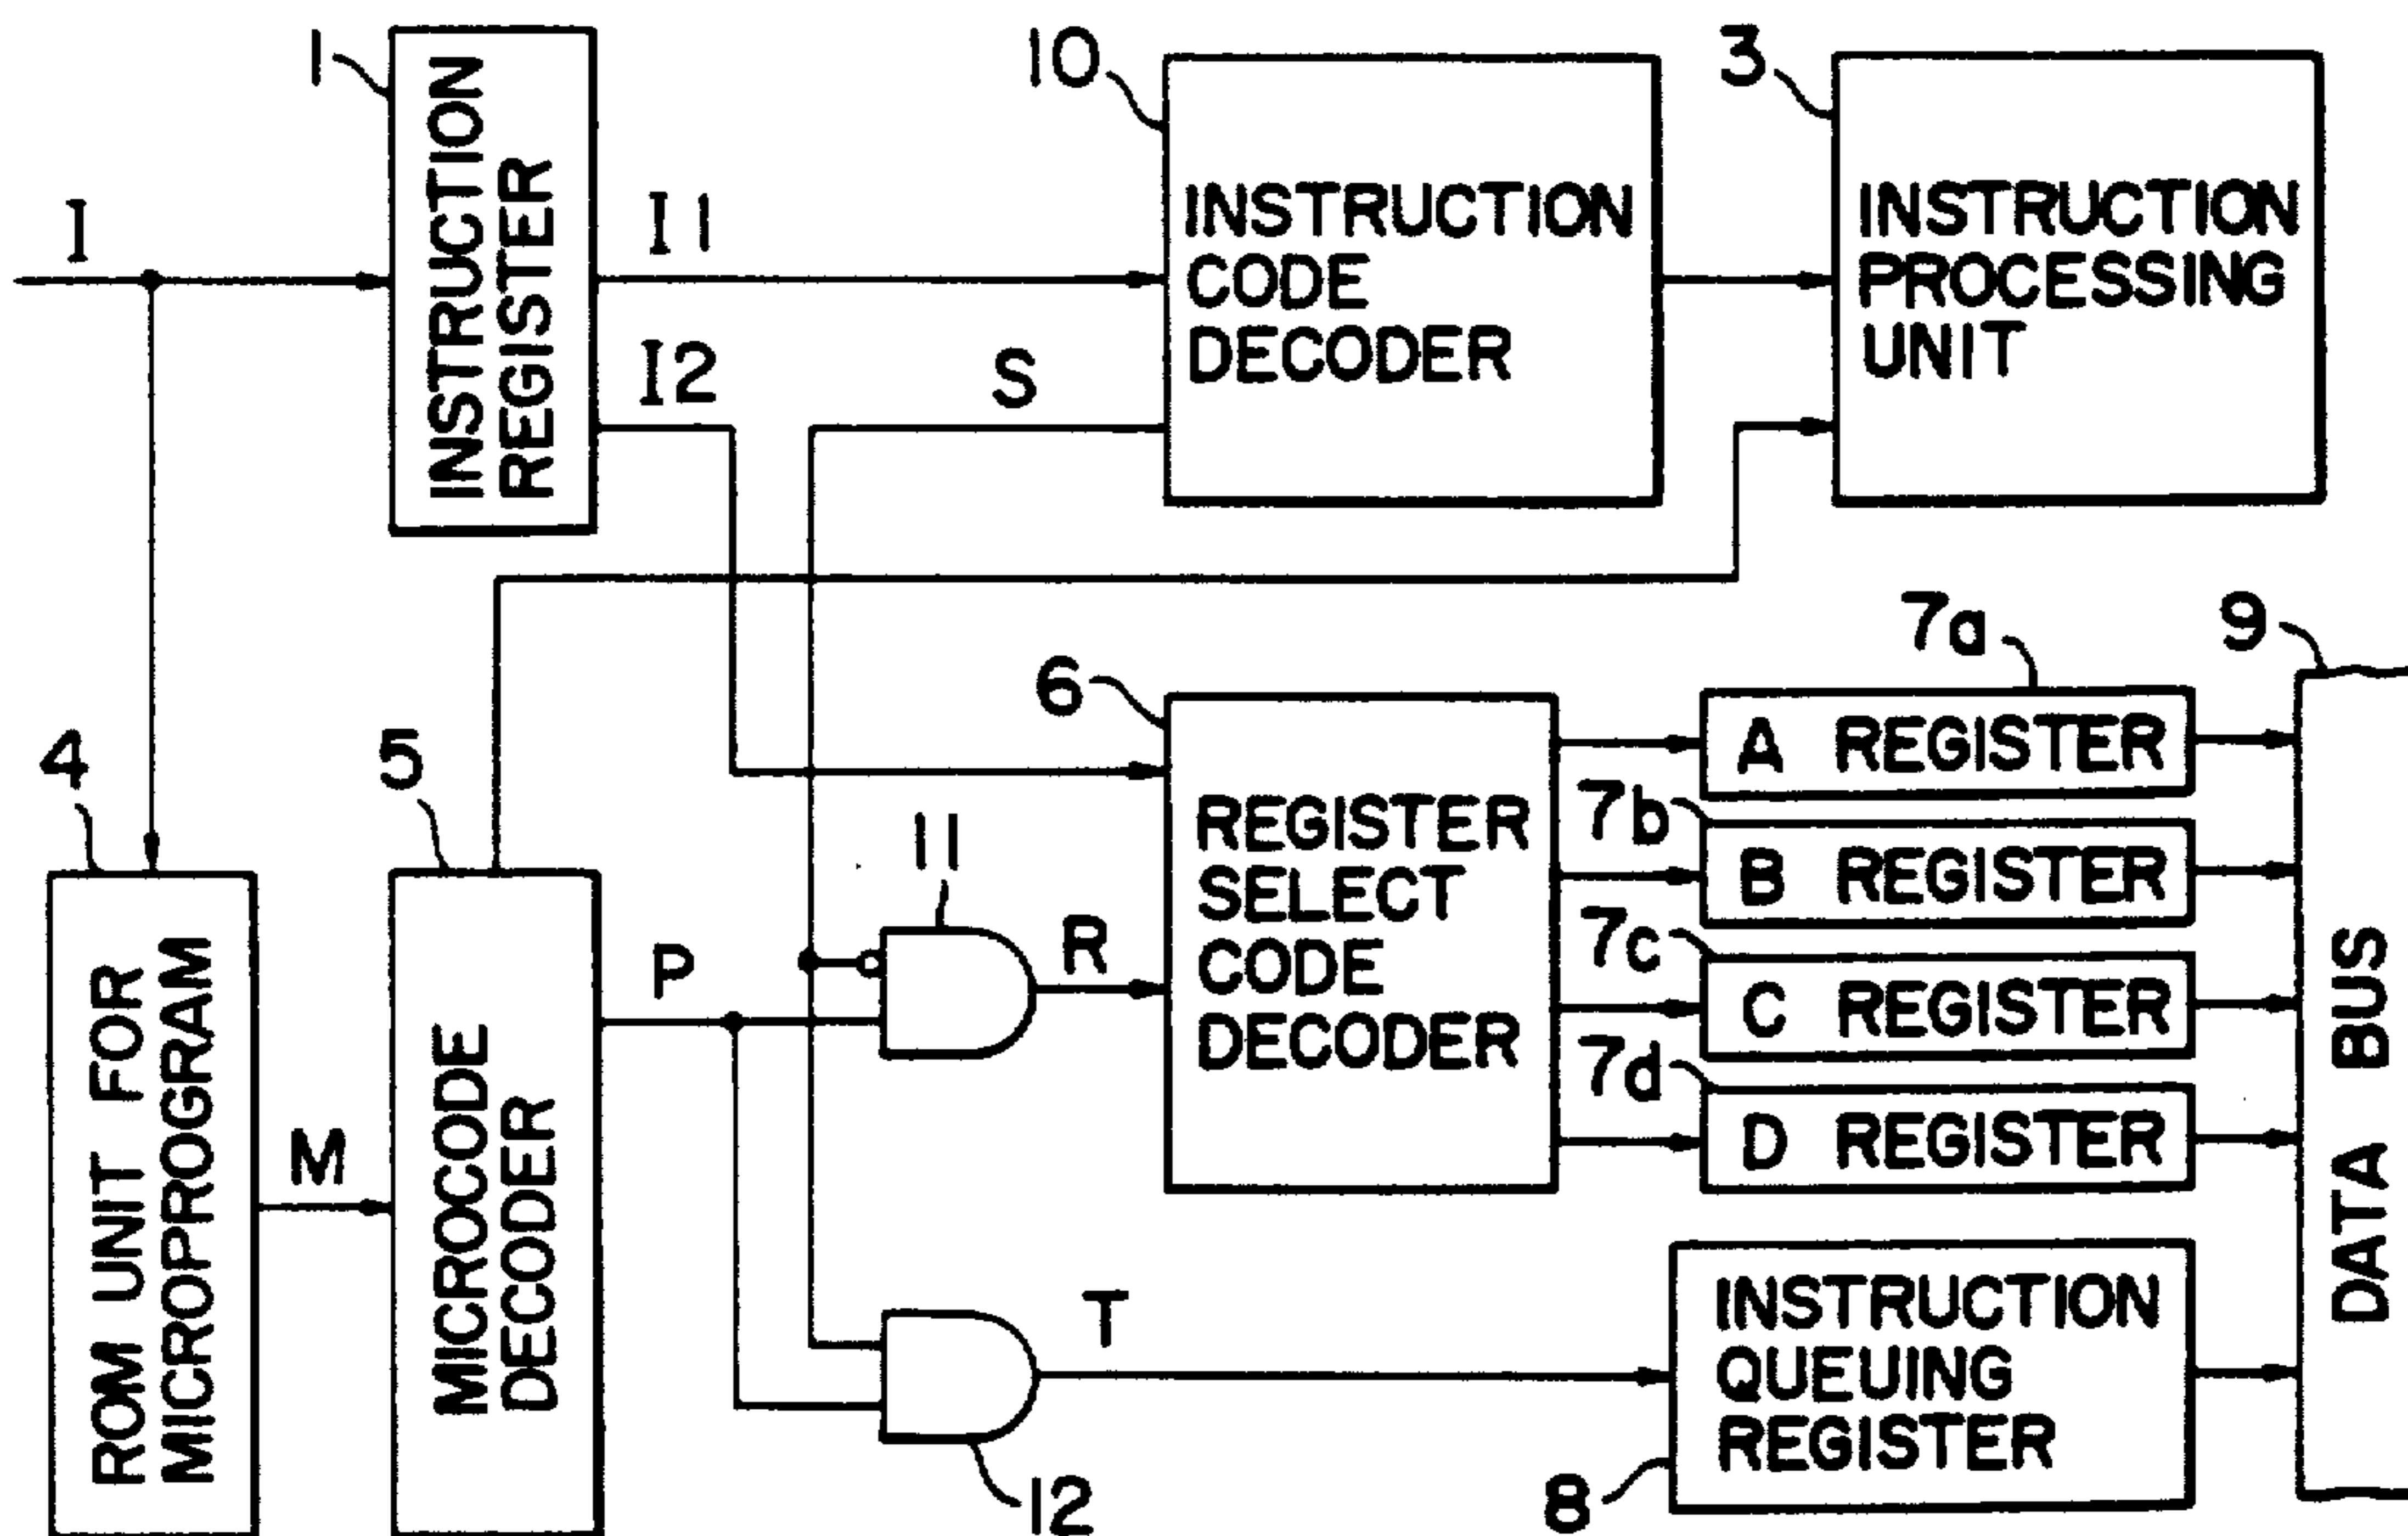 1
INSTRUCTION
REGISTER
10
INSTRUCTION
CODE
DECODER
3
INSTRUCTION
PROCESSING
UNIT
I
I1
I2
S
4
ROM UNIT FOR
MICROPROGRAM
M
5
MICROCODE
DECODER
P
11
R
6
REGISTER
SELECT
CODE
DECODER
7a
A REGISTER
7b
B REGISTER
7c
C REGISTER
7d
D REGISTER
9
DATA BUS
12
T
8
INSTRUCTION
QUEUING
REGISTER